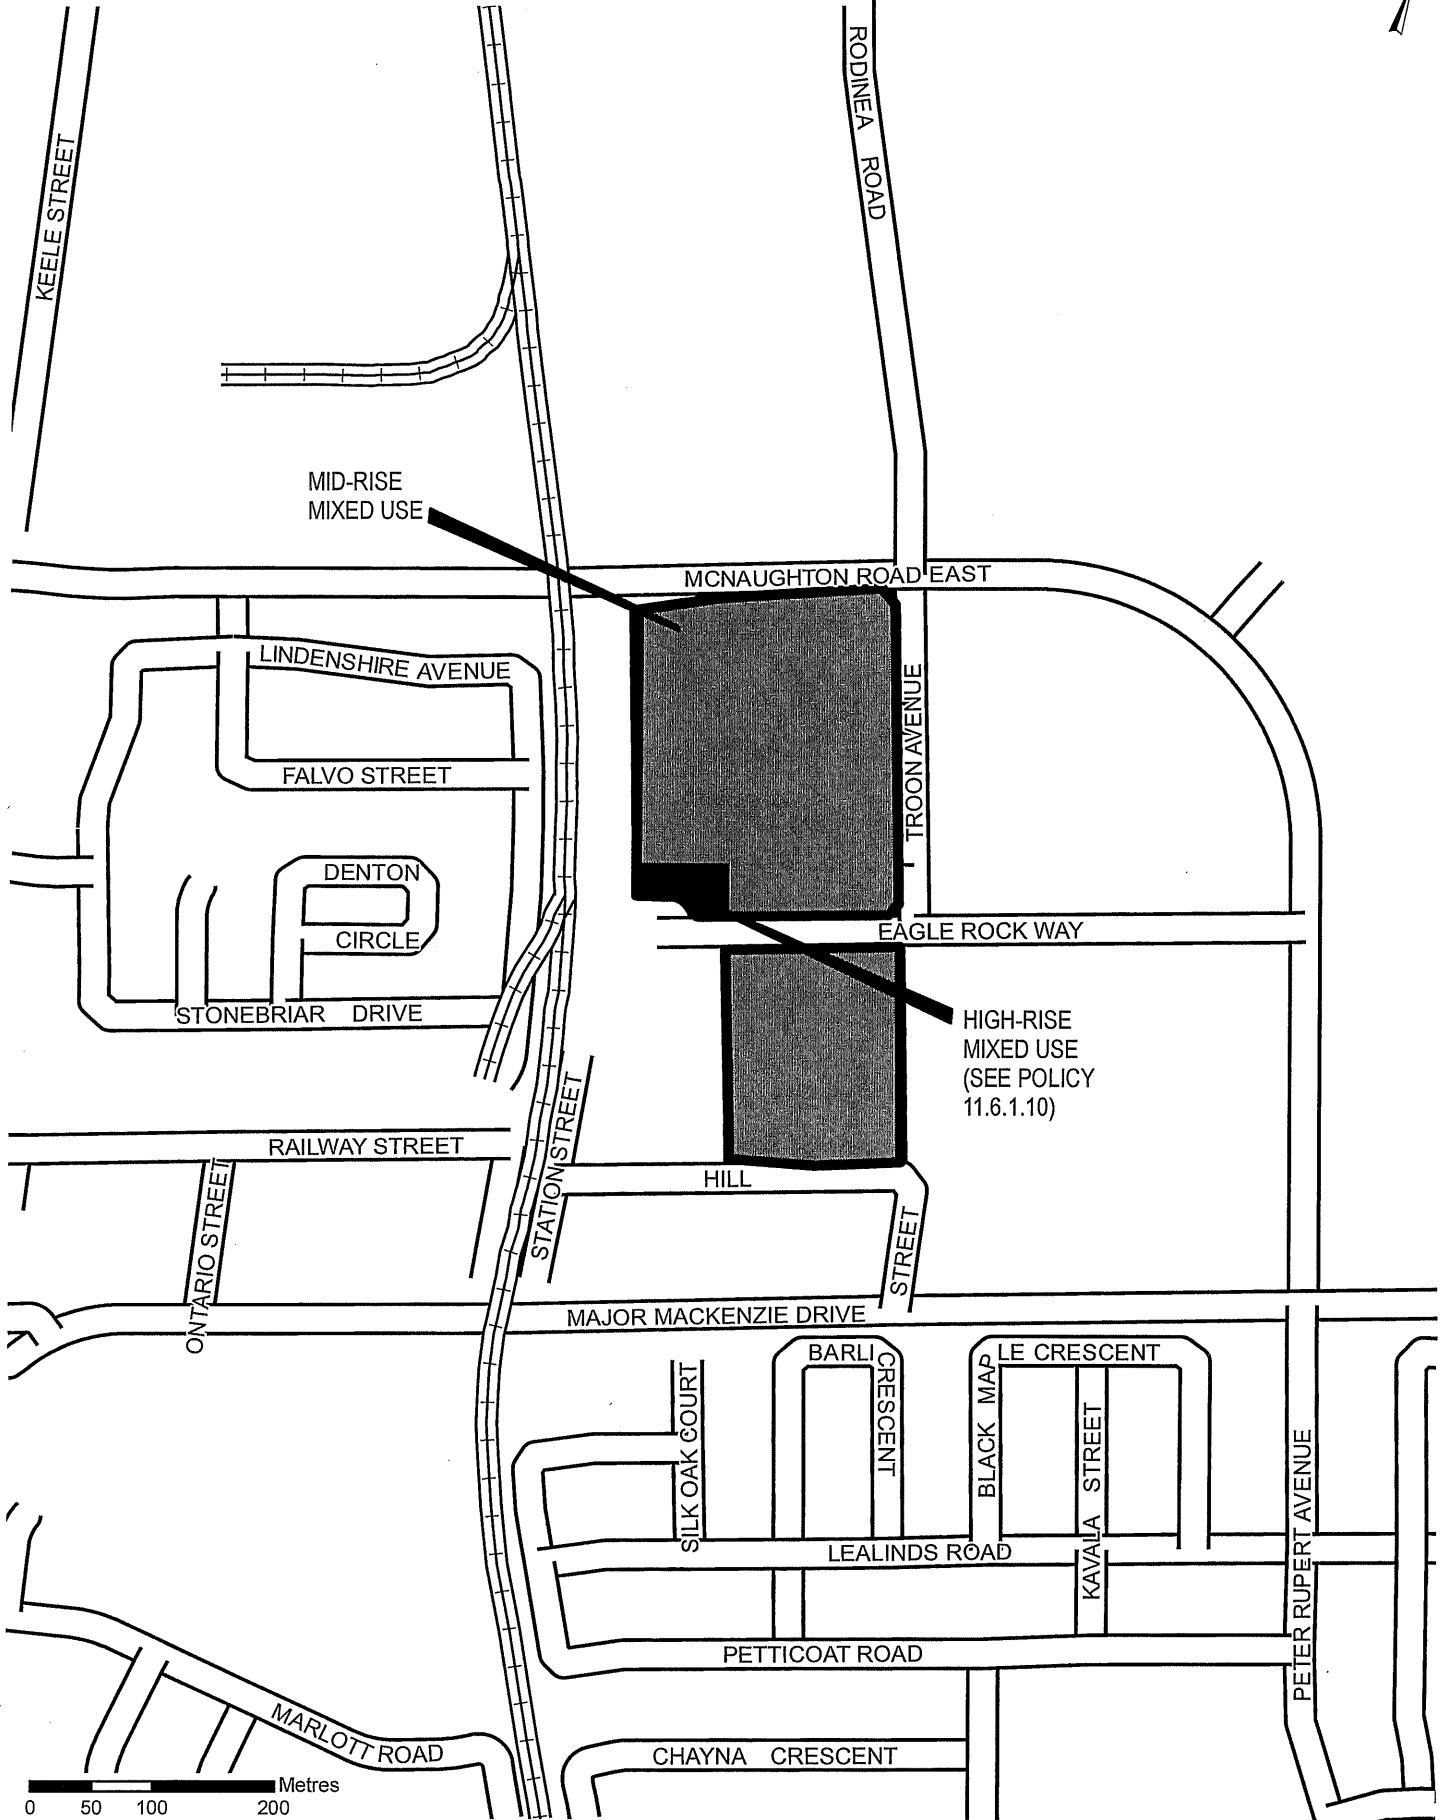 RODINEA ROAD
KEELE STREET
MID-RISE
MIXED USE
MCNAUGHTON ROAD EAST
LINDENSHIRE AVENUE
TROON AVENUE
FALVO STREET
DENTON
CIRCLE
EAGLE ROCK WAY
STONEBRIAR DRIVE
HIGH-RISE
MIXED USE
(SEE POLICY
11.6.1.10)
STATION STREET
RAILWAY STREET
HILL
STREET
ONTARIO STREET
MAJOR MACKENZIE DRIVE
BARLI
CRESCENT
BLACK MAP
LE CRESCENT
SILK OAK COURT
KAVALA STREET
PETER RUPERT AVENUE
LEALINDS ROAD
PETTICOAT ROAD
MARLOTT ROAD
CHAYNA CRESCENT
Metres
0 50 100 200